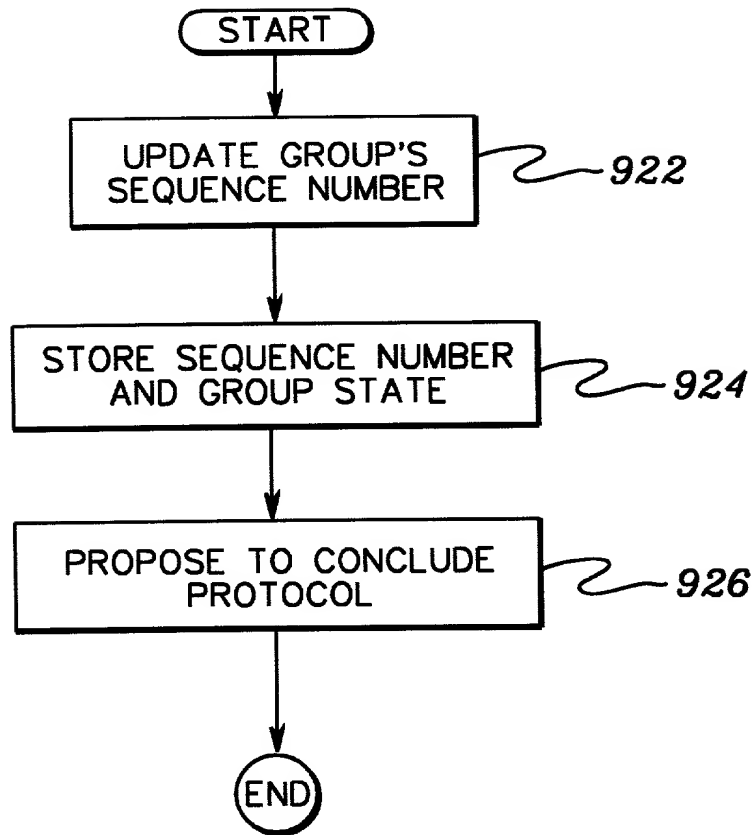 START
UPDATE GROUP'S
SEQUENCE NUMBER
922
STORE SEQUENCE NUMBER
AND GROUP STATE
924
PROPOSE TO CONCLUDE
PROTOCOL
926
END